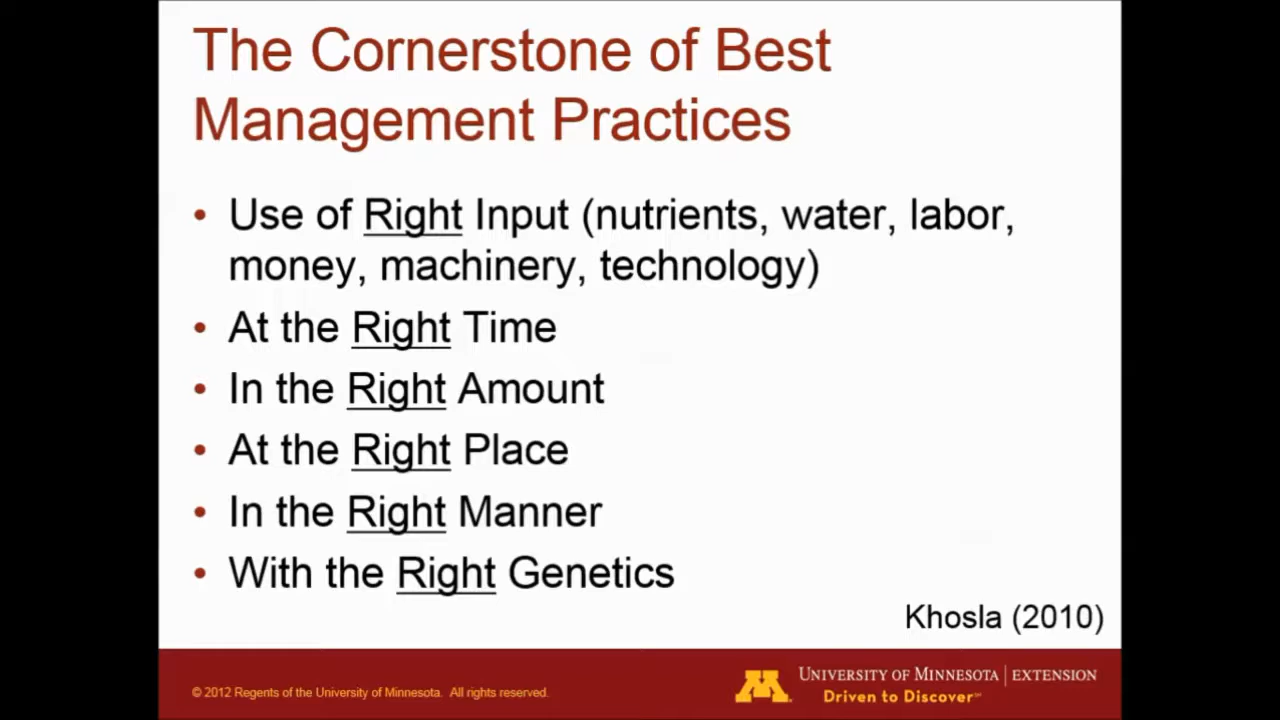 The Cornerstone of Best
Management Practices
• Use of Right Input (nutrients, water, labor,
money, machinery, technology)
• At the Right Time
• In the Right Amount
• At the Right Place
• In the Right Manner
• With the Right Genetics
Khosla (2010)
© 2012 Regents of the University of Minnesota. All rights reserved.
M UNIVERSITY OF MINNESOTA | EXTENSION
Driven to Discover℠